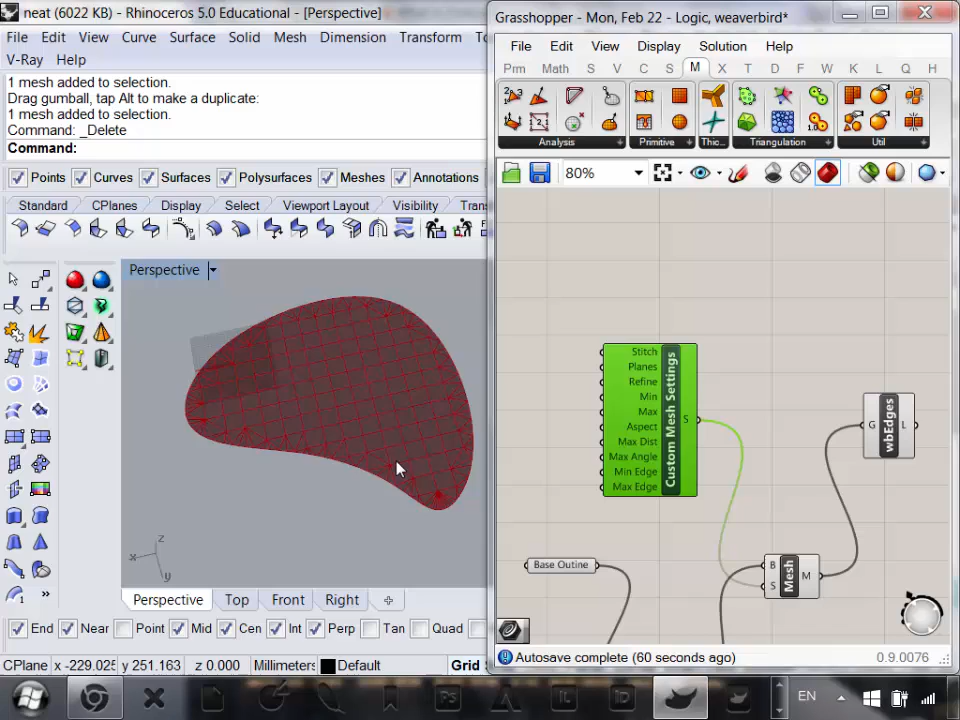 neat (6022 KB) - Rhinoceros 5.0 Educational - [Perspective]
File Edit View Curve Surface Solid Mesh Dimension Transform
V-Ray Help
1 mesh added to selection.
Drag gumball, tap Alt to make a duplicate:
1 mesh added to selection.
Command: _Delete
Command:
Points Curves Surfaces Polysurfaces Meshes Annotations
Standard CPlanes Display Select Viewport Layout Visibility Trans
Perspective
z
x
y
Perspective Top Front Right
End Near Point Mid Cen Int Perp Tan Quad
CPlane x -229.025 y 251.163 z 0.000 Millimeters Default Grid
Grasshopper - Mon, Feb 22 - Logic, weaverbird*
File Edit View Display Solution Help
Prm Math S V C S M X T D F W K L Q H
Analysis Primitive Thic... Triangulation Util
80%
Stitch
Planes
Refine
Min
Max
Aspect
Max Dist
Max Angle
Min Edge
Max Edge
Custom Mesh Settings
S
G wbEdges L
Base Outine
B
S
Mesh
M
Autosave complete (60 seconds ago) 0.9.0076
Ps Ai iD
EN